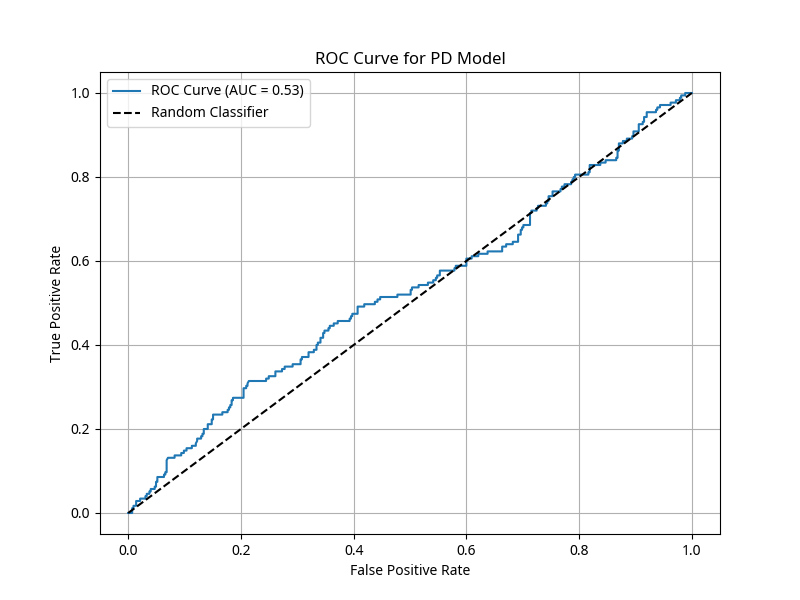 ROC Curve for PD Model
ROC Curve (AUC = 0.53)
Random Classifier
True Positive Rate
1.0
0.8
0.6
0.4
0.2
0.0
0.0 0.2 0.4 0.6 0.8 1.0
False Positive Rate